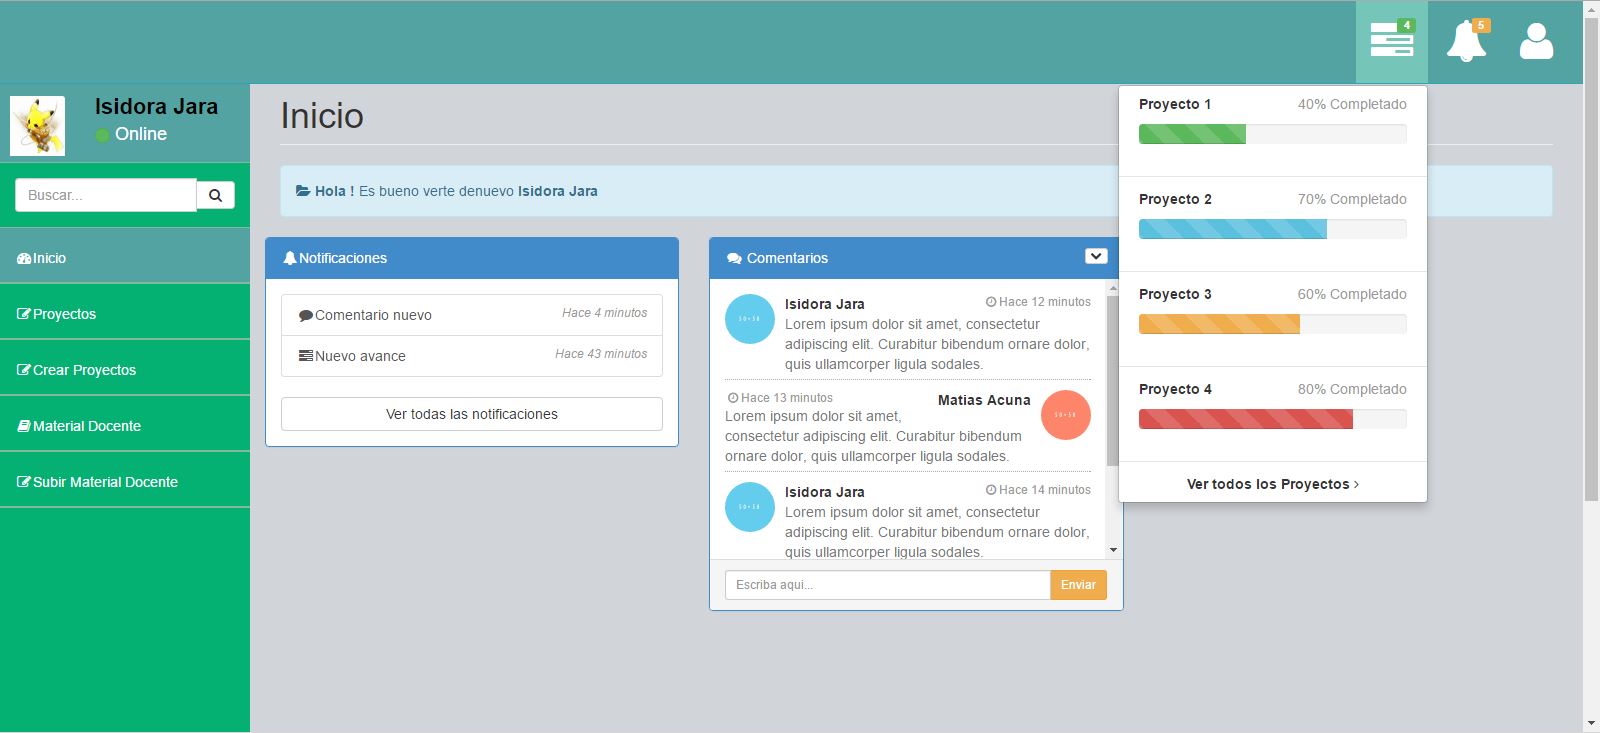 4
5
Isidora Jara
Online
Buscar...
Inicio
Proyectos
Crear Proyectos
Material Docente
Subir Material Docente
Inicio
Hola ! Es bueno verte denuevo Isidora Jara
Notificaciones
Comentario nuevo Hace 4 minutos
Nuevo avance Hace 43 minutos
Ver todas las notificaciones
Comentarios
Isidora Jara Hace 12 minutos
Lorem ipsum dolor sit amet, consectetur
adipiscing elit. Curabitur bibendum ornare dolor,
quis ullamcorper ligula sodales.
Hace 13 minutos Matias Acuna
Lorem ipsum dolor sit amet,
consectetur adipiscing elit. Curabitur bibendum
ornare dolor, quis ullamcorper ligula sodales.
Isidora Jara Hace 14 minutos
Lorem ipsum dolor sit amet, consectetur
adipiscing elit. Curabitur bibendum ornare dolor,
quis ullamcorper ligula sodales.
Escriba aqui... Enviar
Proyecto 1 40% Completado
Proyecto 2 70% Completado
Proyecto 3 60% Completado
Proyecto 4 80% Completado
Ver todos los Proyectos